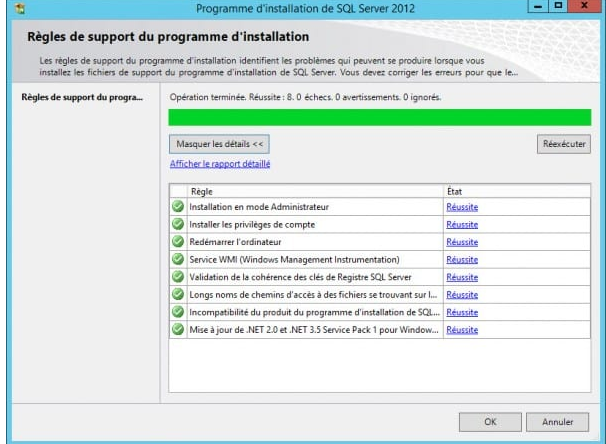 Programme d'installation de SQL Server 2012
Règles de support du programme d'installation
Les règles de support du programme d'installation identifient les problèmes qui peuvent se produire lorsque vous
installez les fichiers de support du programme d'installation de SQL Server. Vous devez corriger les erreurs pour que le...
Règles de support du progra...
Opération terminée. Réussite : 8. 0 échecs. 0 avertissements. 0 ignorés.
Masquer les détails <<
Réexécuter
Afficher le rapport détaillé
Règle État
Installation en mode Administrateur Réussite
Installer les privilèges de compte Réussite
Redémarrer l'ordinateur Réussite
Service WMI (Windows Management Instrumentation) Réussite
Validation de la cohérence des clés de Registre SQL Server Réussite
Longs noms de chemins d'accès à des fichiers se trouvant sur l... Réussite
Incompatibilité du produit du programme d'installation de SQL... Réussite
Mise à jour de .NET 2.0 et .NET 3.5 Service Pack 1 pour Window... Réussite
OK
Annuler